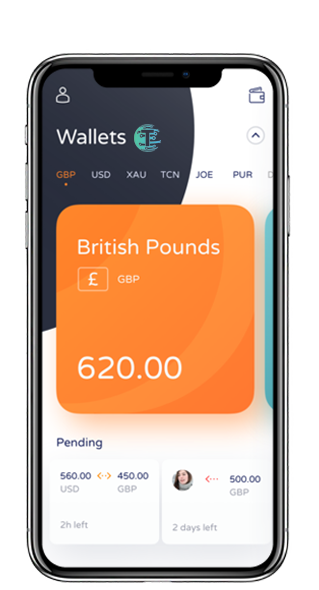 Wallets
GBP USD XAU TCN JOE PUR D
British Pounds
£ GBP
620.00
Pending
560.00 450.00 500.00
USD GBP GBP
2h left 2 days left